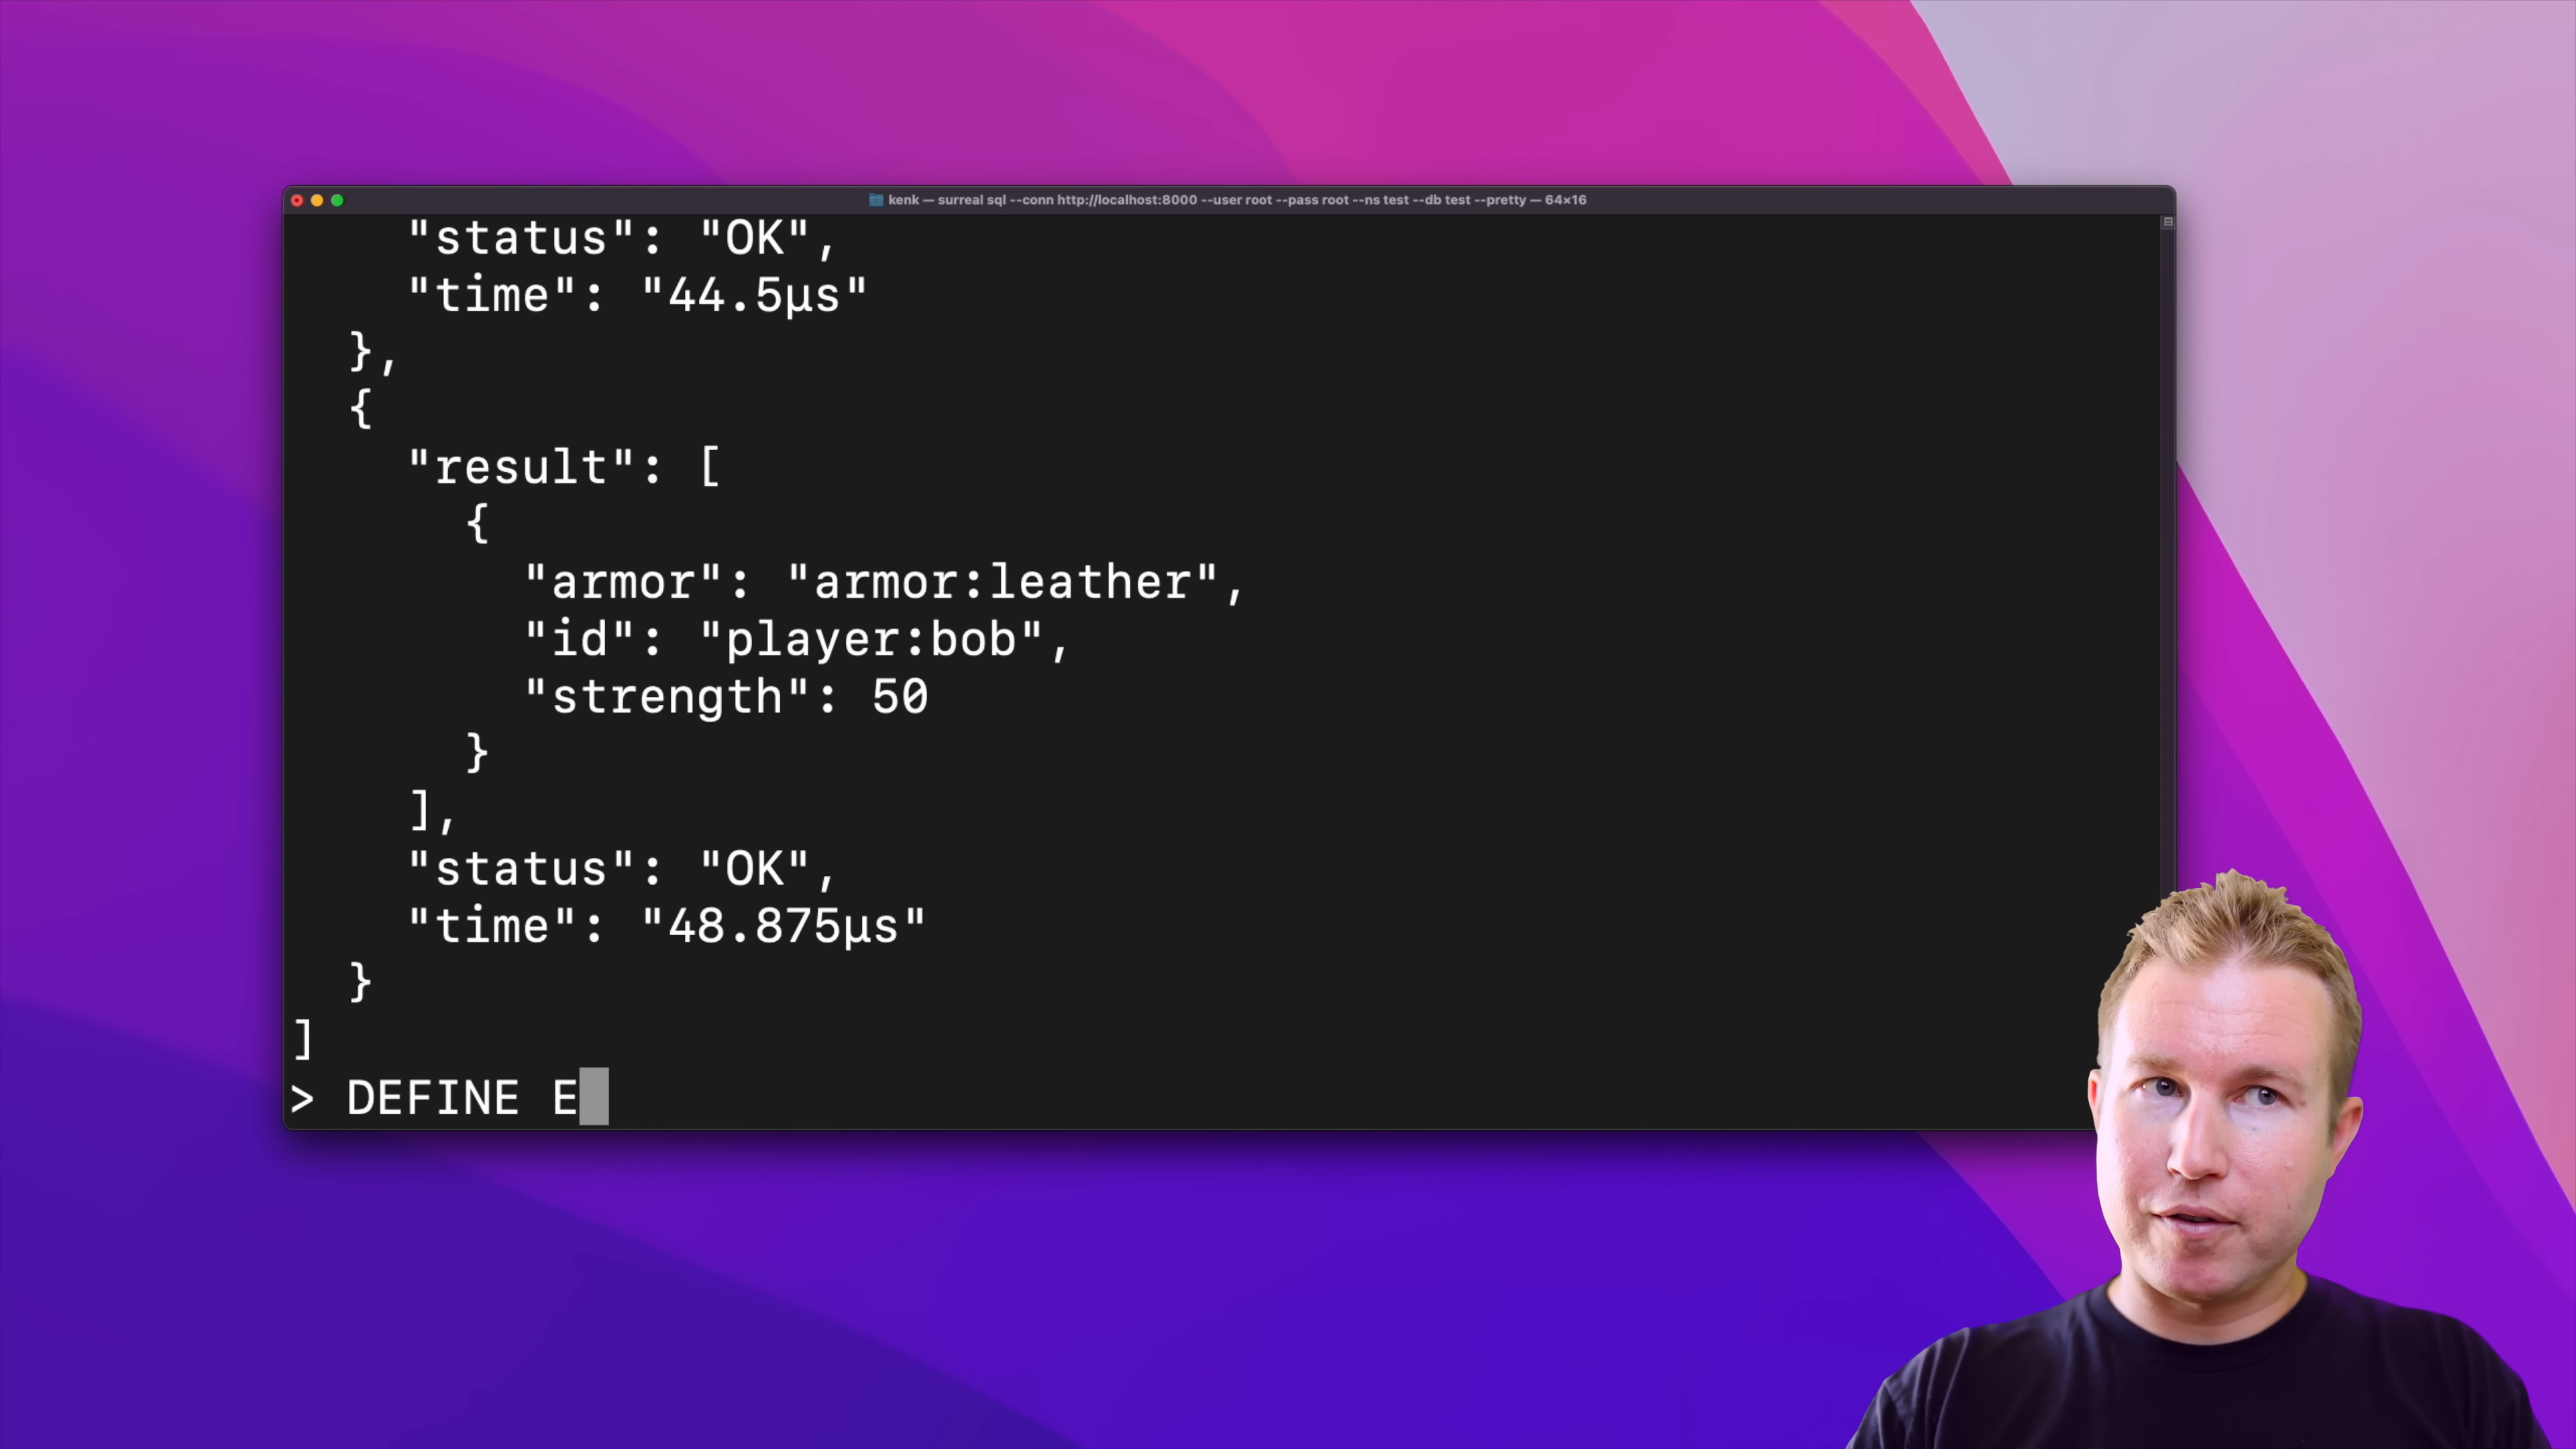 kenk — surreal sql --conn http://localhost:8000 --user root --pass root --ns test --db test --pretty — 64×16
"status": "OK",
"time": "44.5µs"
},
{
"result": [
{
"armor": "armor:leather",
"id": "player:bob",
"strength": 50
}
],
"status": "OK",
"time": "48.875µs"
}
]
> DEFINE E